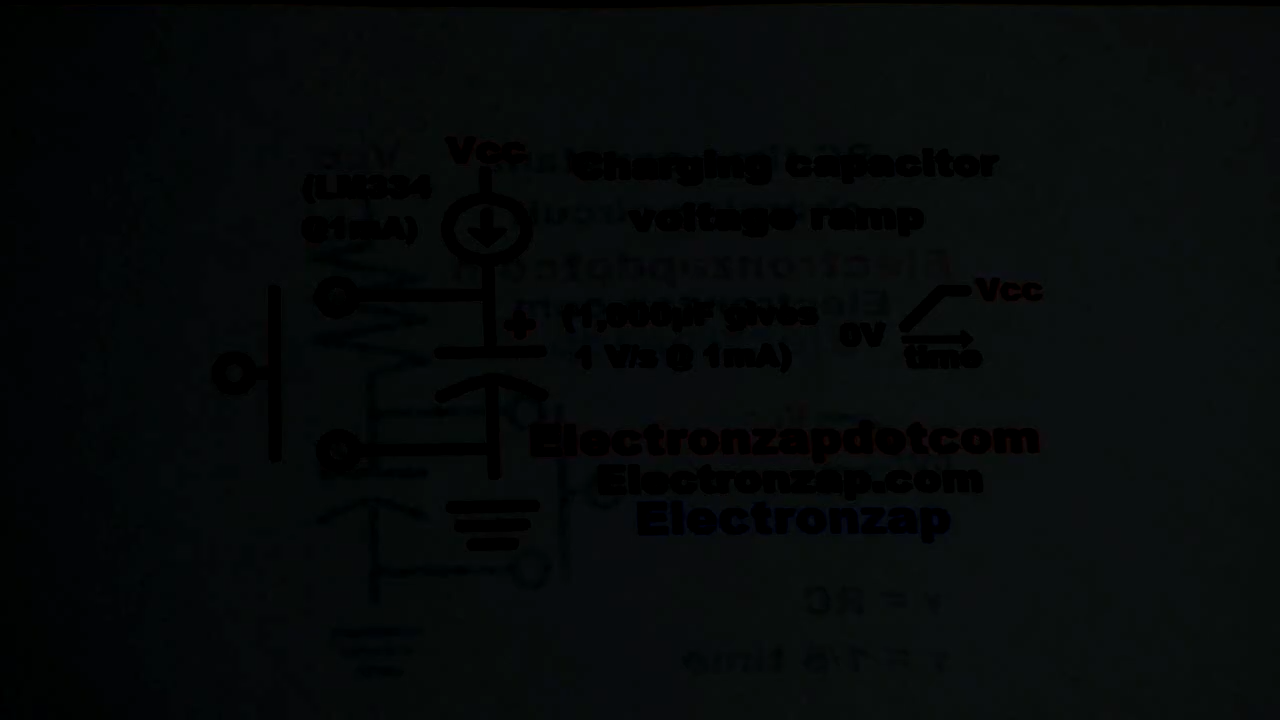 Vcc
(LM334
@1mA)
Charging capacitor
voltage ramp
+
(1,000µF gives
1 V/s @ 1mA)
Vcc
0V
time
Electronzapdotcom
Electronzap.com
Electronzap
τ = RC